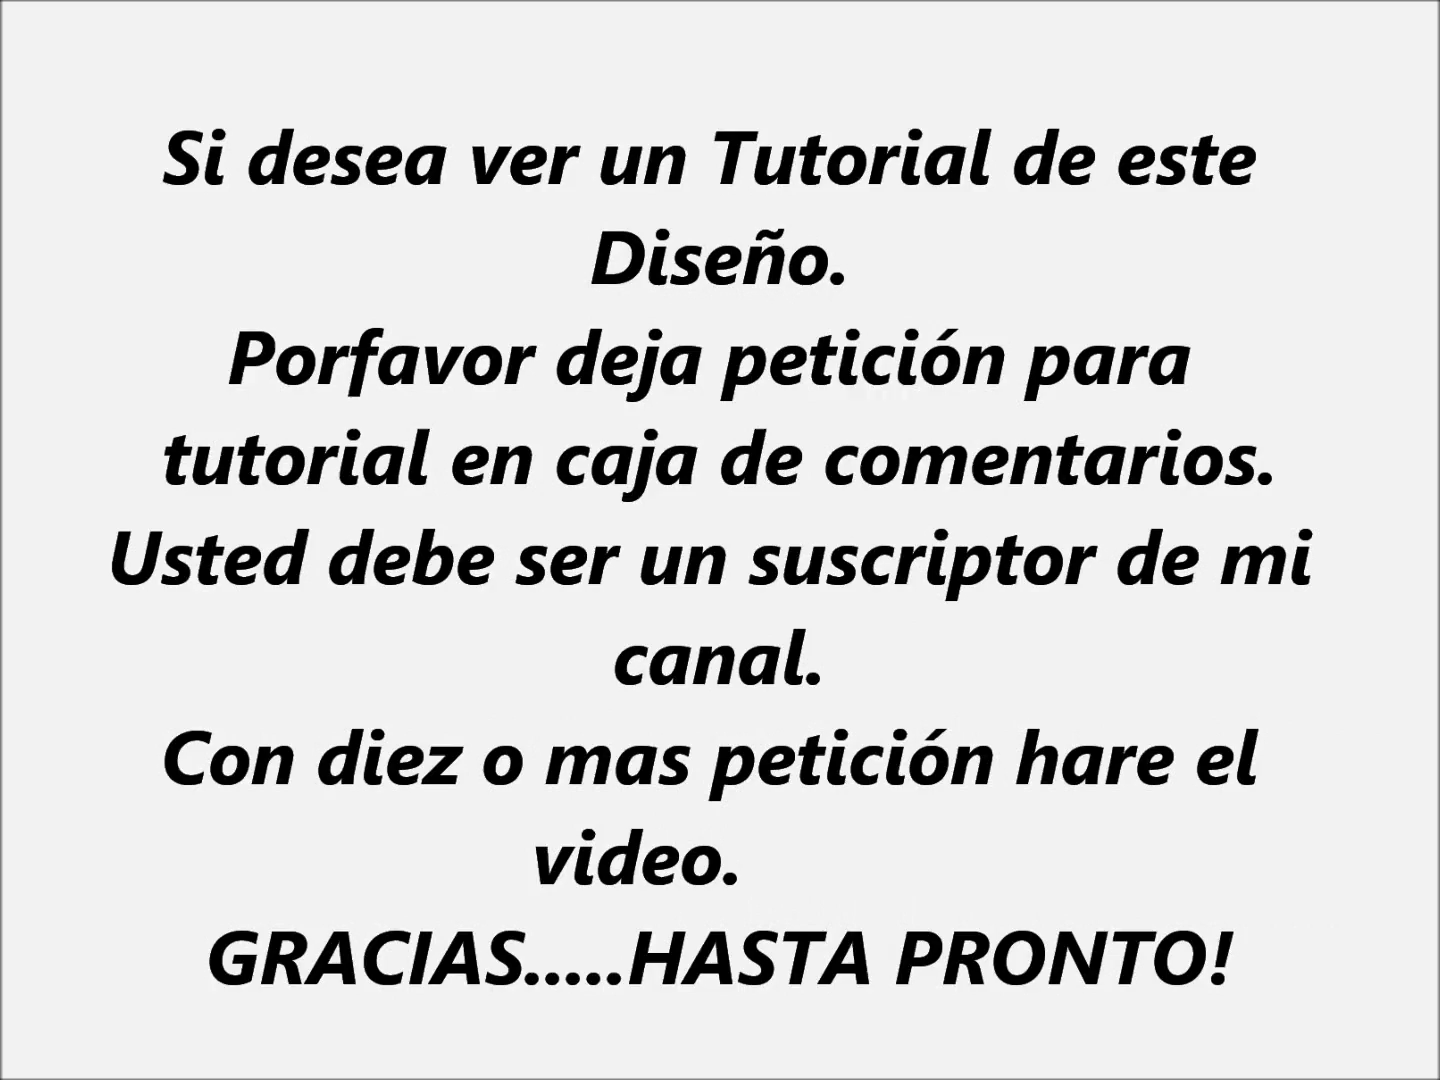 Si desea ver un Tutorial de este
Diseño.
Porfavor deja petición para
tutorial en caja de comentarios.
Usted debe ser un suscriptor de mi
canal.
Con diez o mas petición hare el
video.
GRACIAS.....HASTA PRONTO!